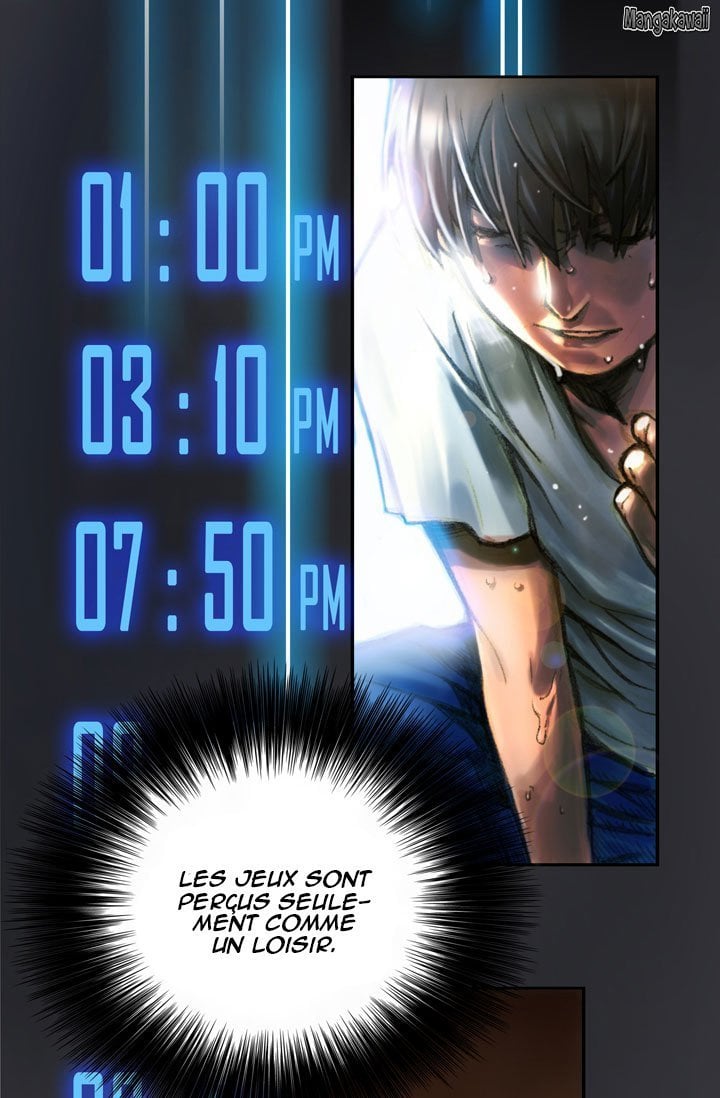 Mangakawaii
01 : 00 PM
03 : 10 PM
07 : 50 PM
LES JEUX SONT
PERÇUS SEULE-
MENT COMME
UN LOISIR.